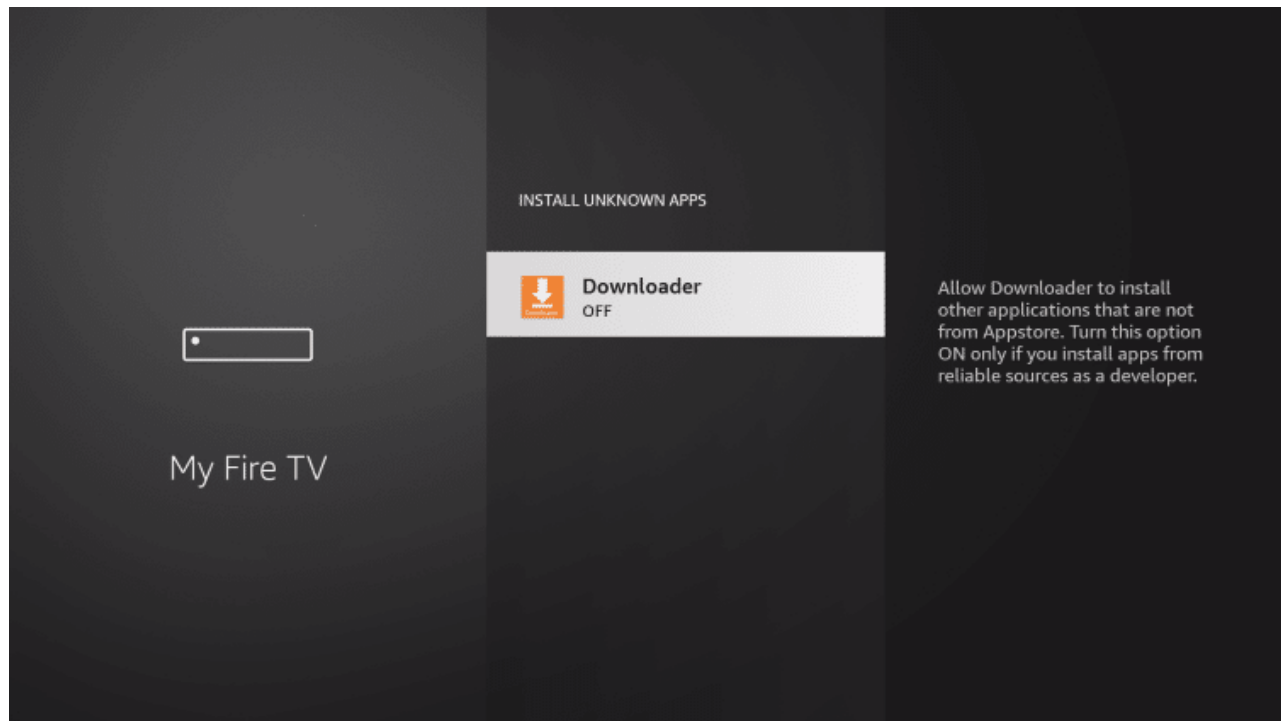 INSTALL UNKNOWN APPS
Downloader
OFF
Downloader
My Fire TV
Allow Downloader to install
other applications that are not
from Appstore. Turn this option
ON only if you install apps from
reliable sources as a developer.